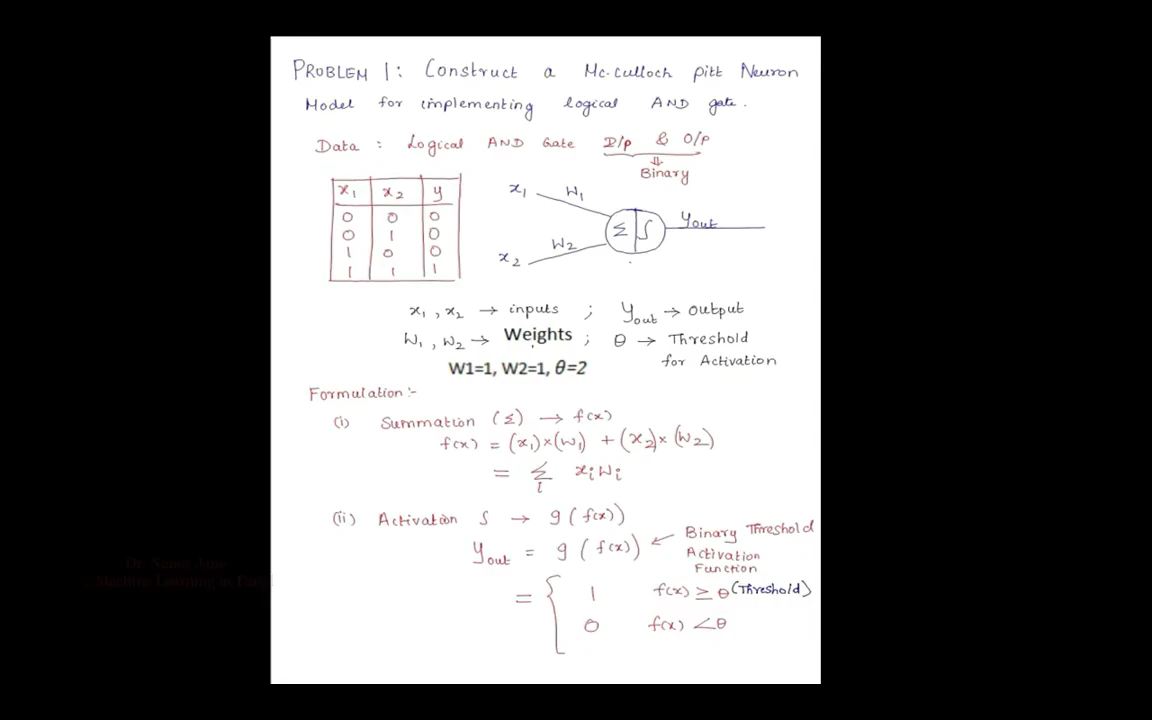 PROBLEM 1: Construct a Mc.culloch pitt Neuron
Model for implementing logical AND gate.
Data : Logical AND Gate I/p & O/p
⇓
Binary
x1 x2 y
0 0 0
0 1 0
1 0 0
1 1 1
x1 W1
Σ ∫ yout
x2 W2
x1, x2 → inputs ; yout → output
W1, W2 → Weights ; θ → Threshold
for Activation
W1=1, W2=1, θ=2
Formulation:-
(i) Summation (Σ) → f(x)
f(x) = (x1)×(W1) + (x2)×(W2)
= Σi xiWi
(ii) Activation ∫ → g(f(x))
Yout = g(f(x)) ← Binary Threshold
Activation
Function
= { 1 f(x) ≥ θ (Threshold)
0 f(x) < θ